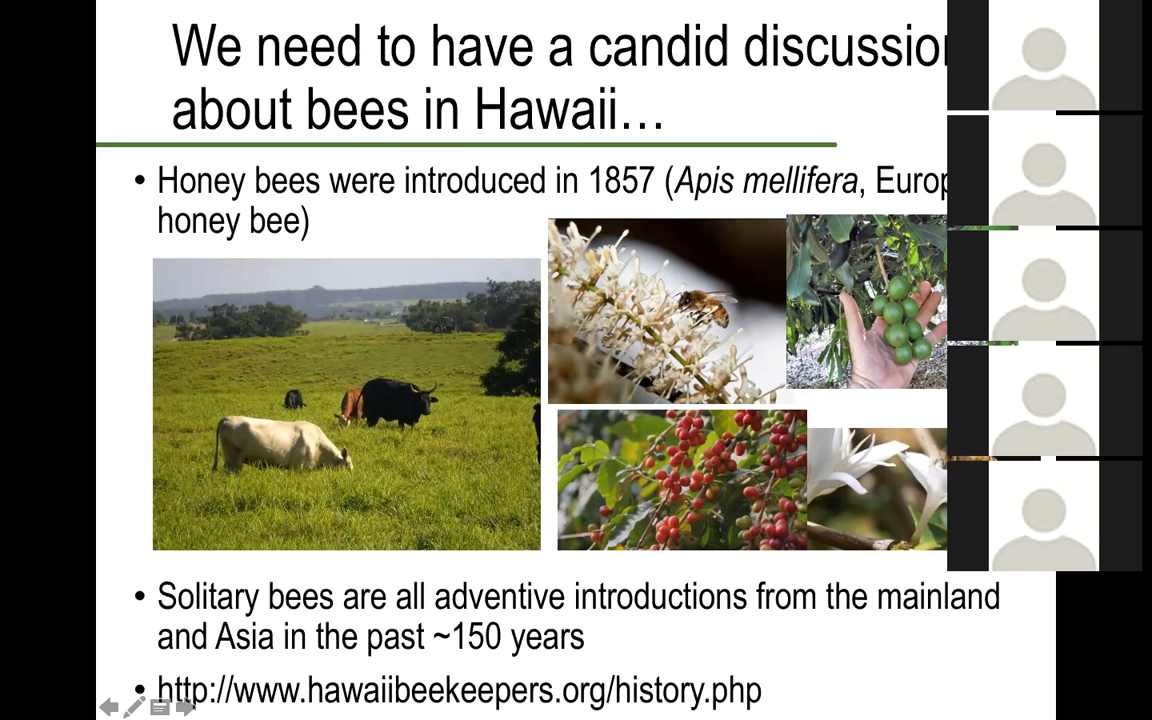 We need to have a candid discussion
about bees in Hawaii…
• Honey bees were introduced in 1857 (Apis mellifera,
honey bee)
• Solitary bees are all adventive introductions from the mainland
and Asia in the past ~150 years
• http://www.hawaiibeekeepers.org/history.php